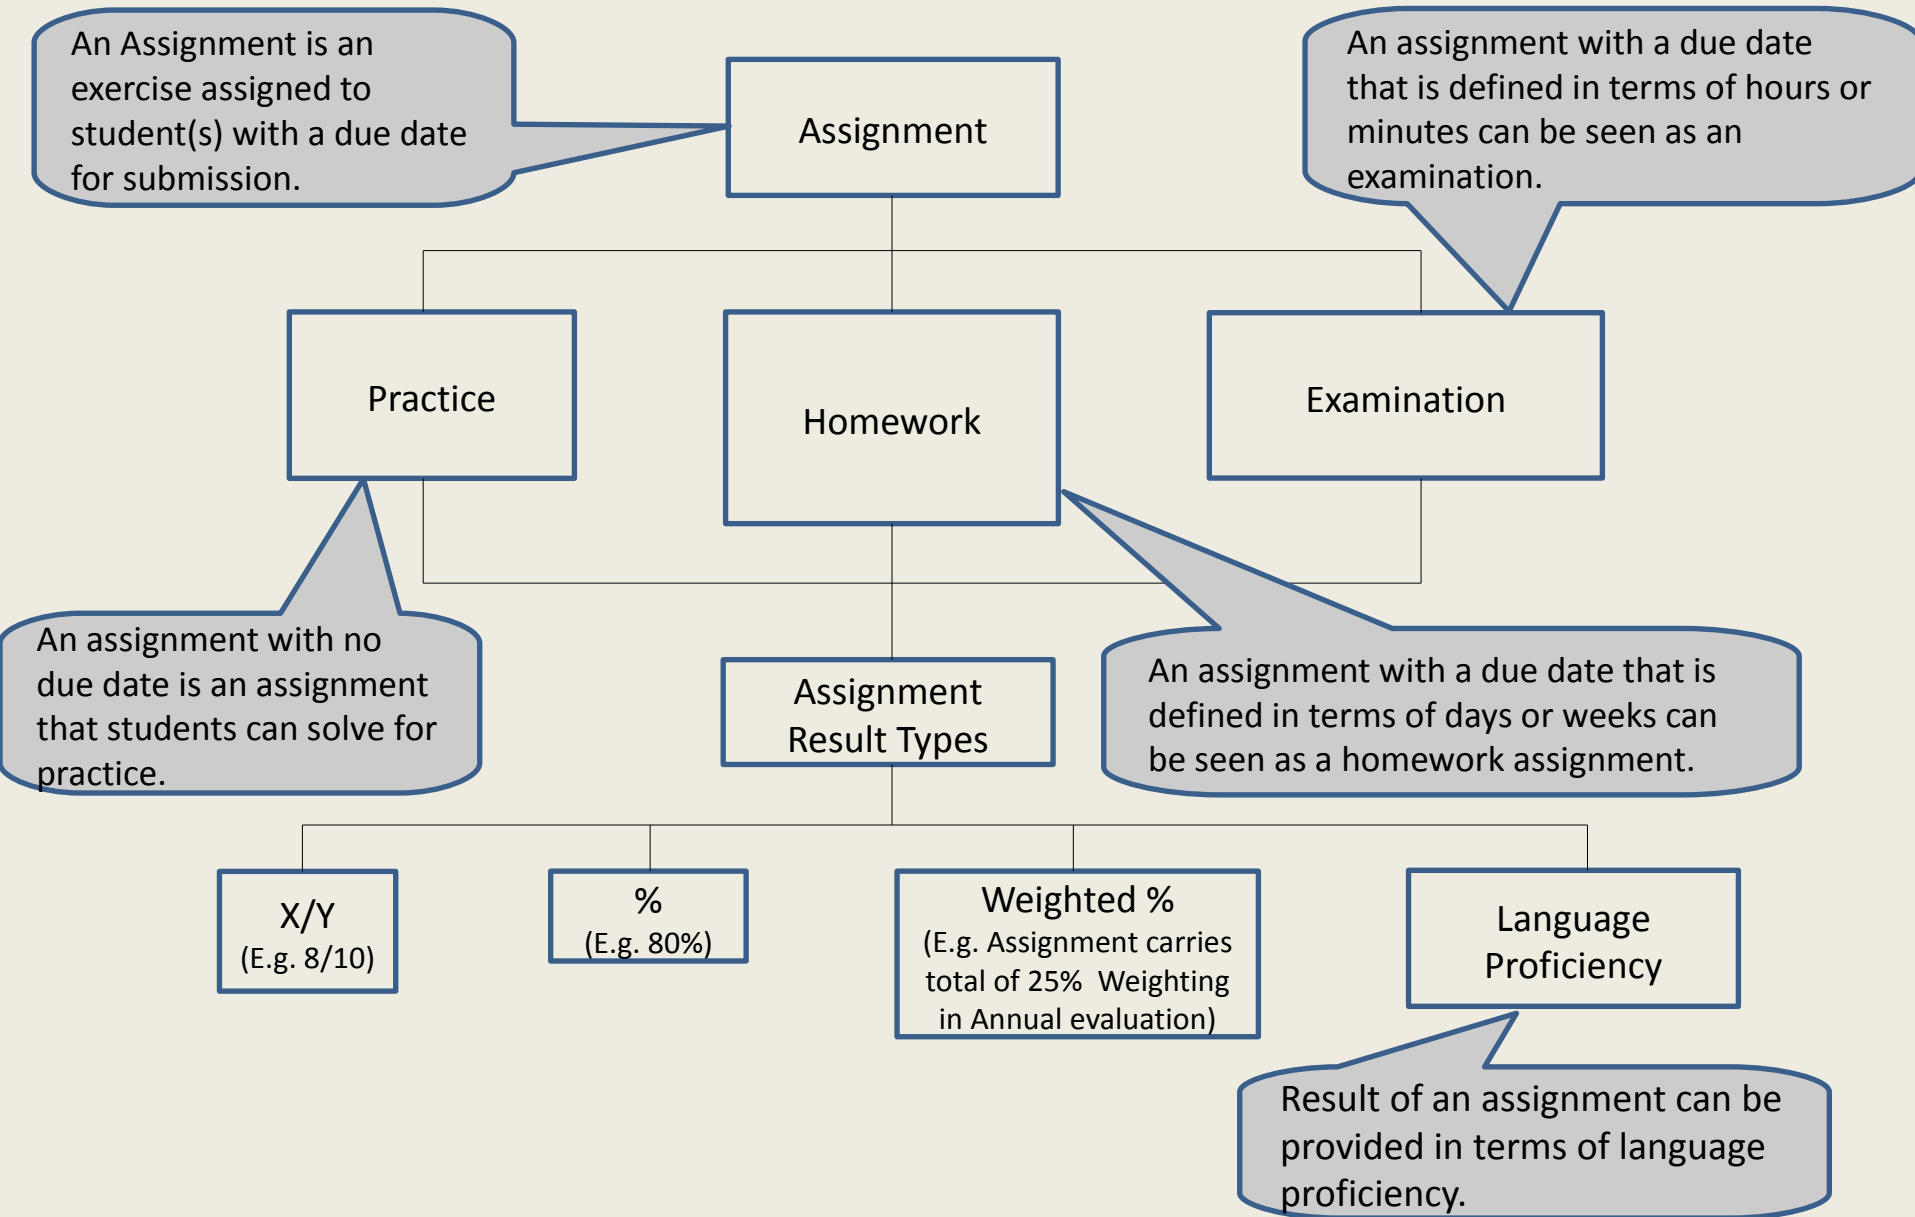 An Assignment is an
exercise assigned to
student(s) with a due date
for submission.
Assignment
An assignment with a due date
that is defined in terms of hours or
minutes can be seen as an
examination.
Practice
Homework
Examination
An assignment with no
due date is an assignment
that students can solve for
practice.
Assignment
Result Types
An assignment with a due date that is
defined in terms of days or weeks can
be seen as a homework assignment.
X/Y
(E.g. 8/10)
%
(E.g. 80%)
Weighted %
(E.g. Assignment carries
total of 25%  Weighting
in Annual evaluation)
Language
Proficiency
Result of an assignment can be
provided in terms of language
proficiency.